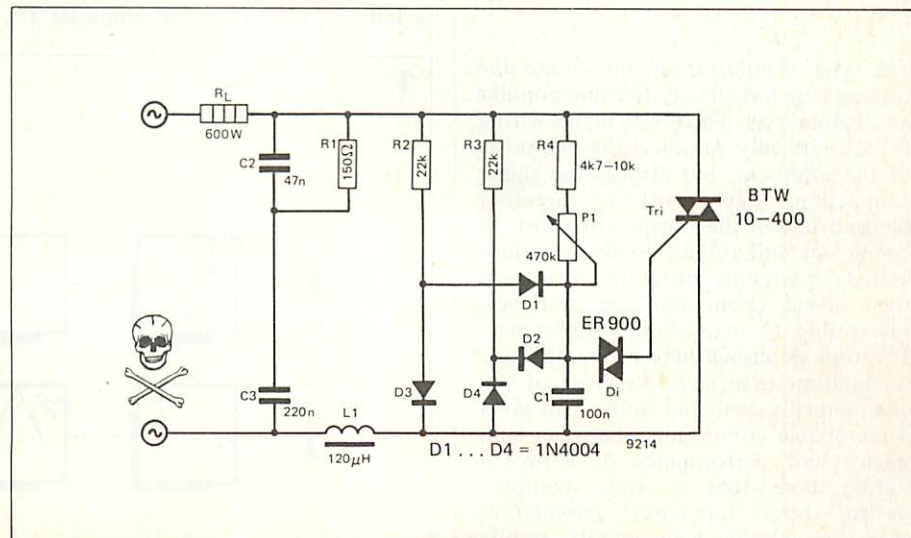 RL
600W
C2
47n
R1
150Ω
R2
22k
R3
22k
R4
4k7–10k
P1
470k
Tri
BTW
10–400
D1
D2
ER 900
Di
C3
220n
L1
120µH
D3
D4
C1
100n
D1 . . . D4 = 1N4004
9214